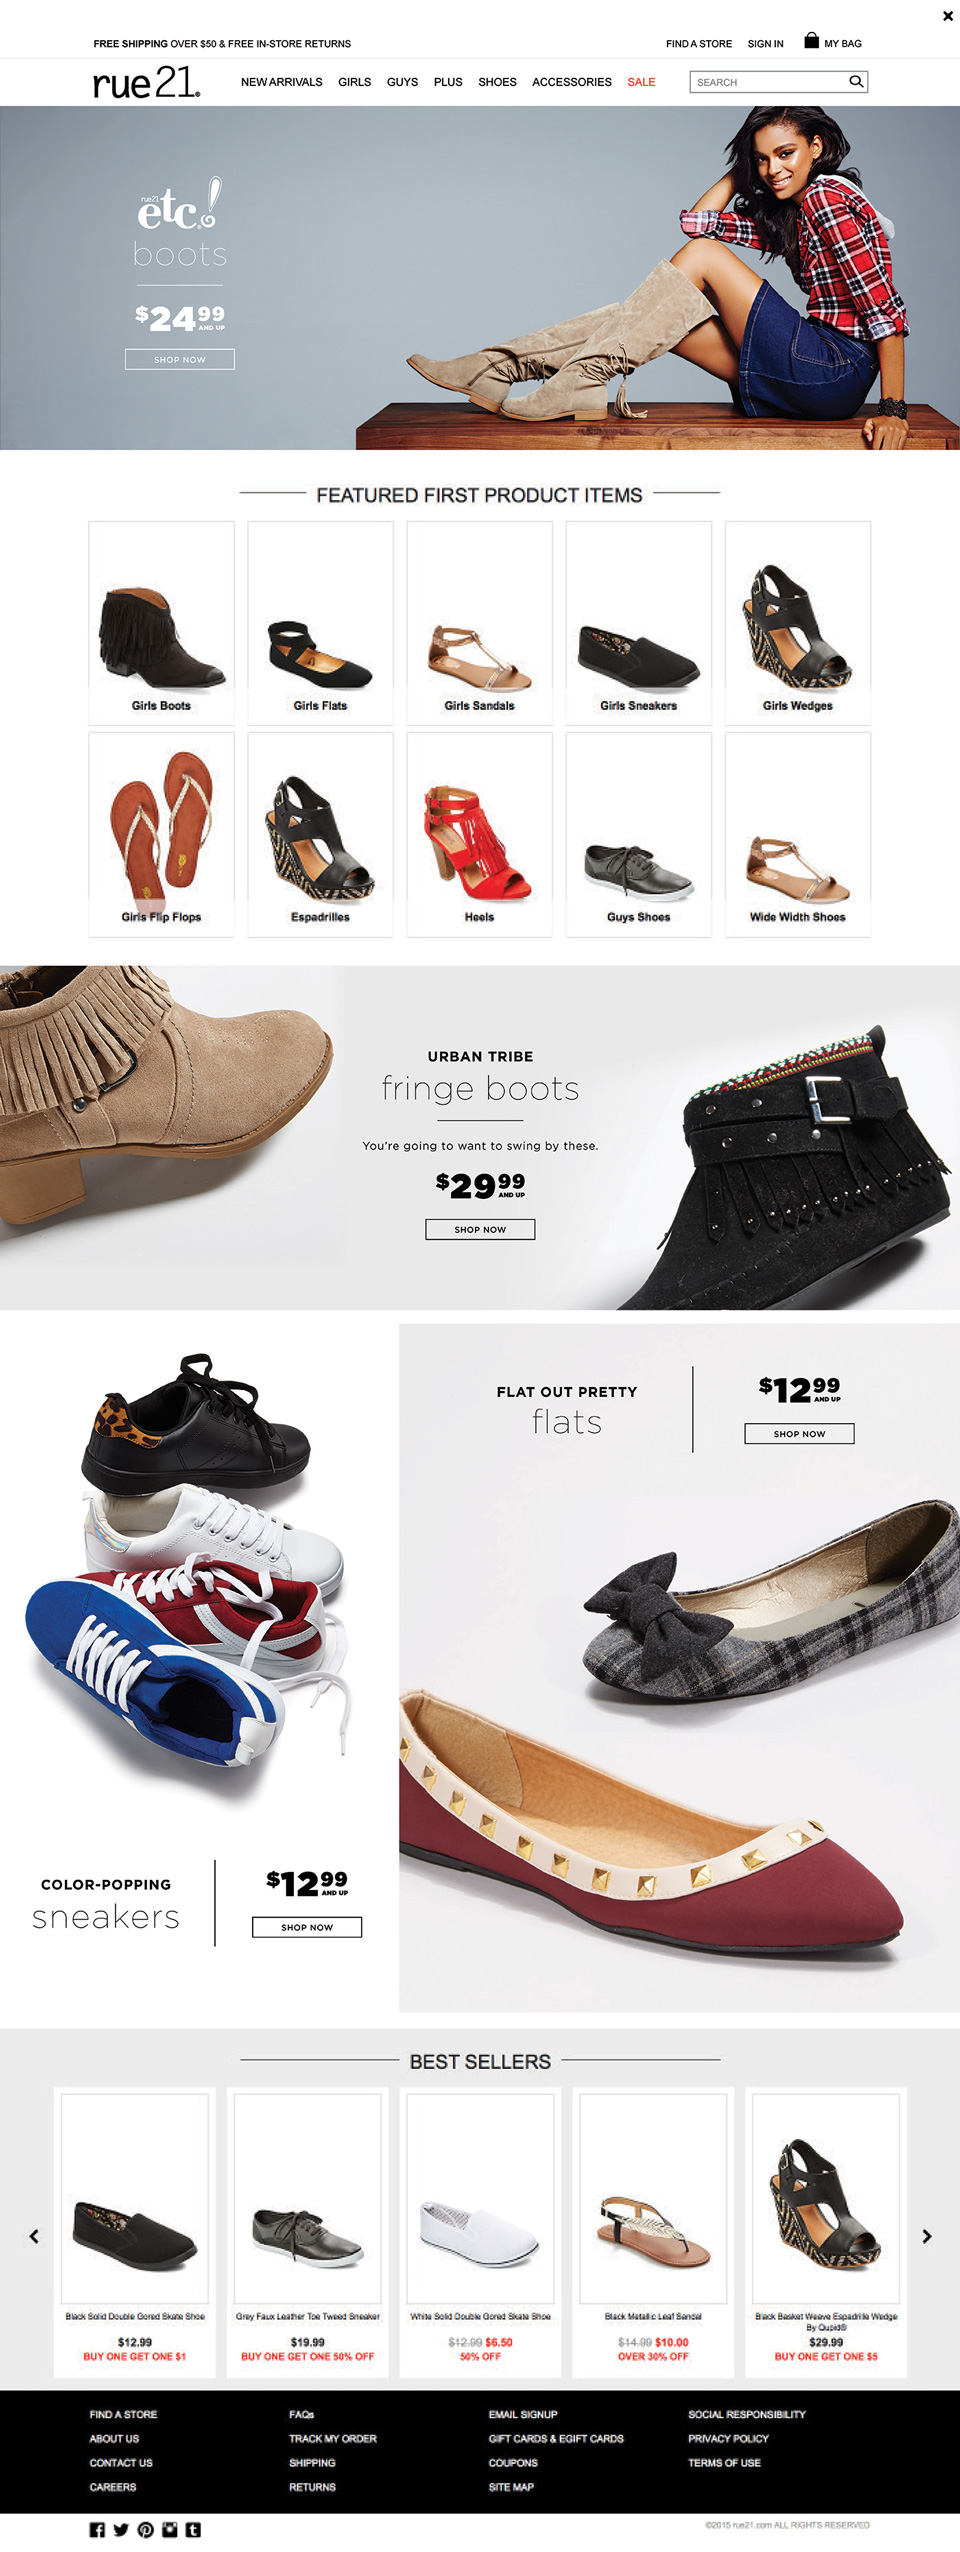 FREE SHIPPING OVER $50 & FREE IN-STORE RETURNS
FIND A STORE SIGN IN MY BAG
rue21®
NEW ARRIVALS GIRLS GUYS PLUS SHOES ACCESSORIES SALE
SEARCH
rue21
etc!®
boots
$24.99
AND UP
SHOP NOW
FEATURED FIRST PRODUCT ITEMS
Girls Boots
Girls Flats
Girls Sandals
Girls Sneakers
Girls Wedges
Girls Flip Flops
Espadrilles
Heels
Guys Shoes
Wide Width Shoes
URBAN TRIBE
fringe boots
You're going to want to swing by these.
$29.99
AND UP
SHOP NOW
FLAT OUT PRETTY
flats
$12.99
AND UP
SHOP NOW
COLOR-POPPING
sneakers
$12.99
AND UP
SHOP NOW
BEST SELLERS
Black Solid Double Gored Skate Shoe
$12.99
BUY ONE GET ONE $1
Grey Faux Leather Toe Tweed Sneaker
$19.99
BUY ONE GET ONE 50% OFF
White Solid Double Gored Skate Shoe
$12.99 $6.50
50% OFF
Black Metallic Leaf Sandal
$14.99 $10.00
OVER 30% OFF
Black Basket Weave Espadrille Wedge
By Qupid®
$29.99
BUY ONE GET ONE $5
FIND A STORE
ABOUT US
CONTACT US
CAREERS
FAQs
TRACK MY ORDER
SHIPPING
RETURNS
EMAIL SIGNUP
GIFT CARDS & EGIFT CARDS
COUPONS
SITE MAP
SOCIAL RESPONSIBILITY
PRIVACY POLICY
TERMS OF USE
©2015 rue21.com ALL RIGHTS RESERVED